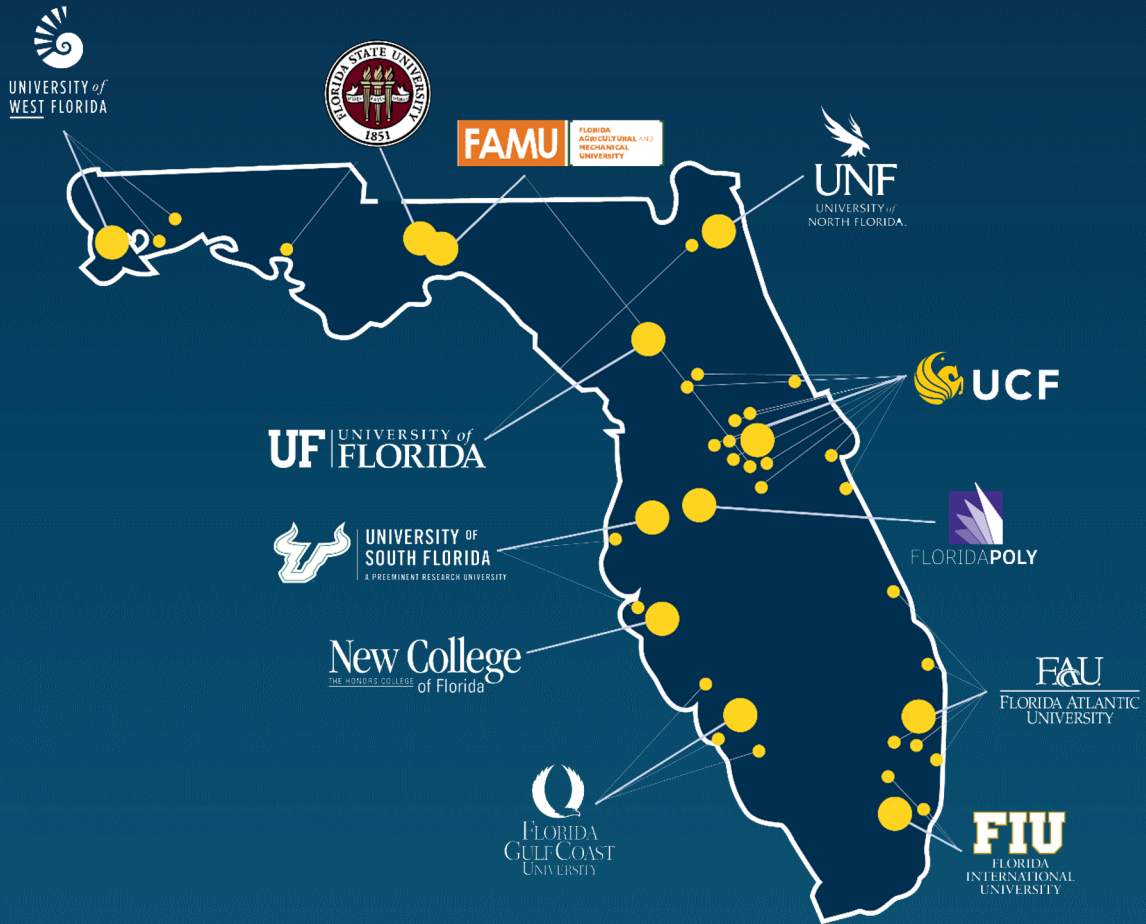 UNIVERSITY of
WEST FLORIDA
FLORIDA STATE UNIVERSITY
1851
FAMU
FLORIDA
AGRICULTURAL AND
MECHANICAL
UNIVERSITY
UNF
UNIVERSITY of
NORTH FLORIDA
UCF
UF
UNIVERSITY of
FLORIDA
UNIVERSITY OF
SOUTH FLORIDA
A PREEMINENT RESEARCH UNIVERSITY
FLORIDAPOLY
New College
THE HONORS COLLEGE
of Florida
FAU
FLORIDA ATLANTIC
UNIVERSITY
FLORIDA
GULF COAST
UNIVERSITY
FIU
FLORIDA
INTERNATIONAL
UNIVERSITY